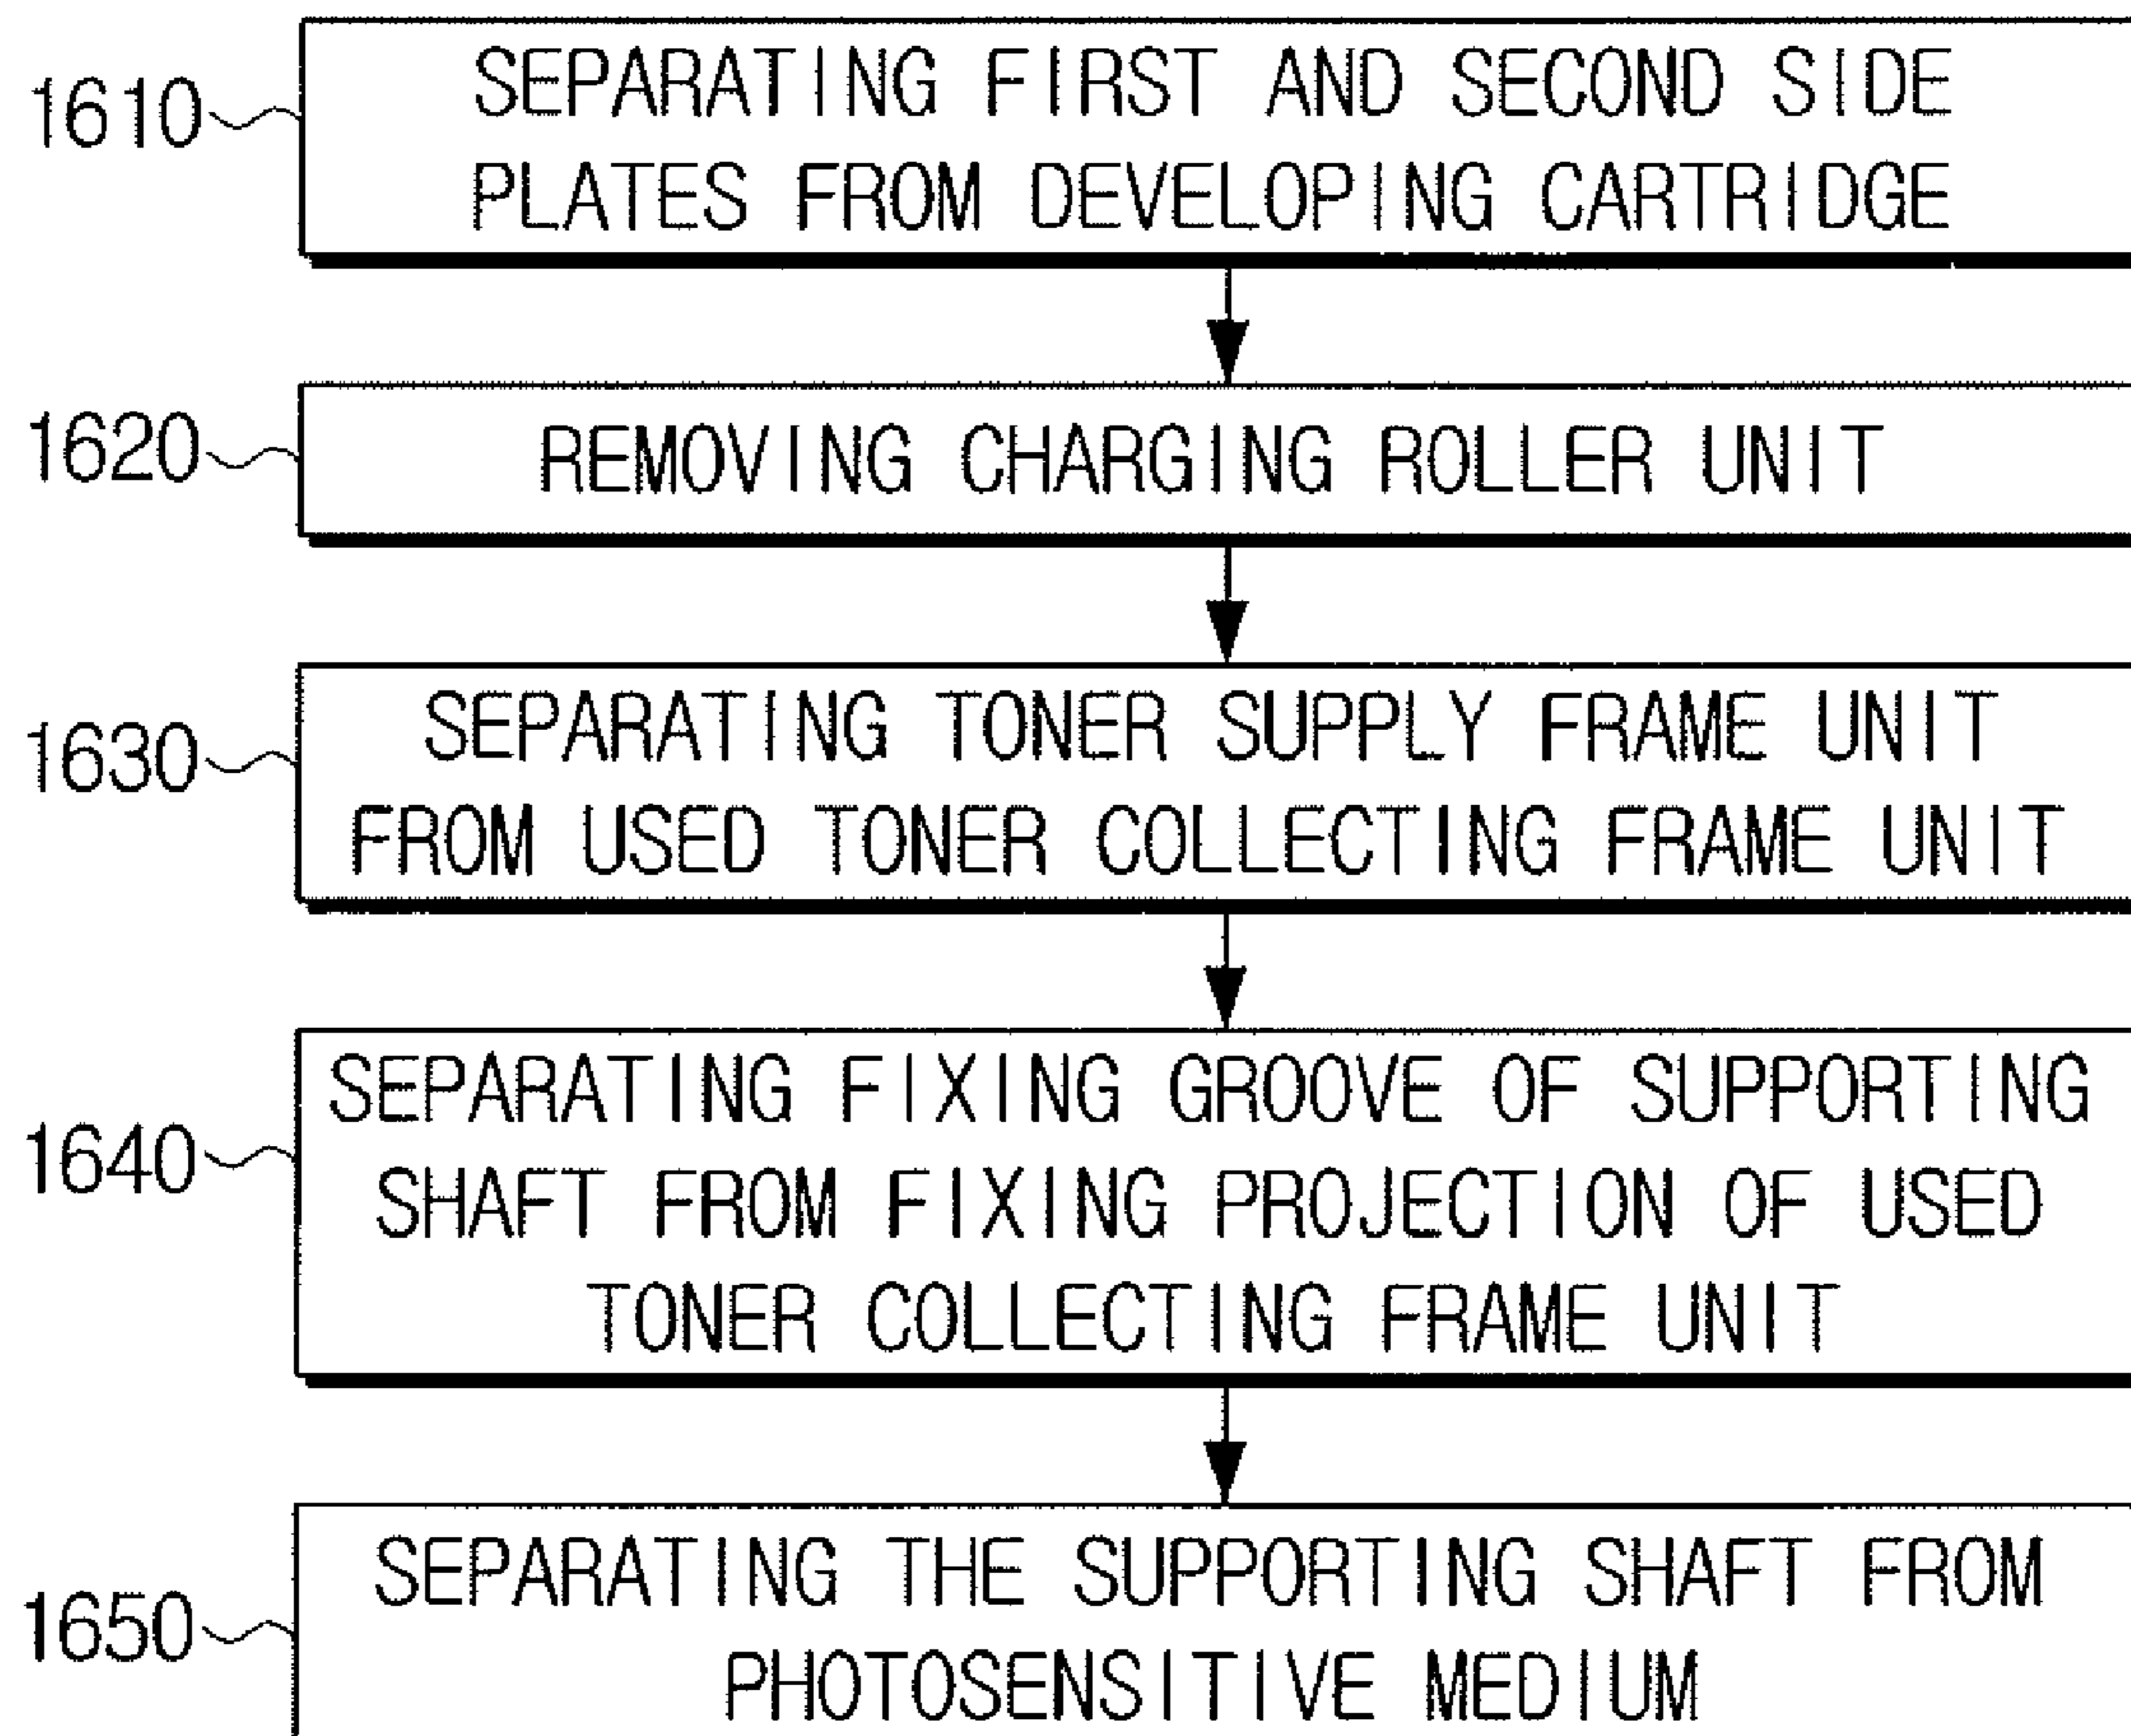 1610
SEPARATING FIRST AND SECOND SIDE
PLATES FROM DEVELOPING CARTRIDGE
1620
REMOVING CHARGING ROLLER UNIT
1630
SEPARATING TONER SUPPLY FRAME UNIT
FROM USED TONER COLLECTING FRAME UNIT
1640
SEPARATING FIXING GROOVE OF SUPPORTING
SHAFT FROM FIXING PROJECTION OF USED
TONER COLLECTING FRAME UNIT
1650
SEPARATING THE SUPPORTING SHAFT FROM
PHOTOSENSITIVE MEDIUM